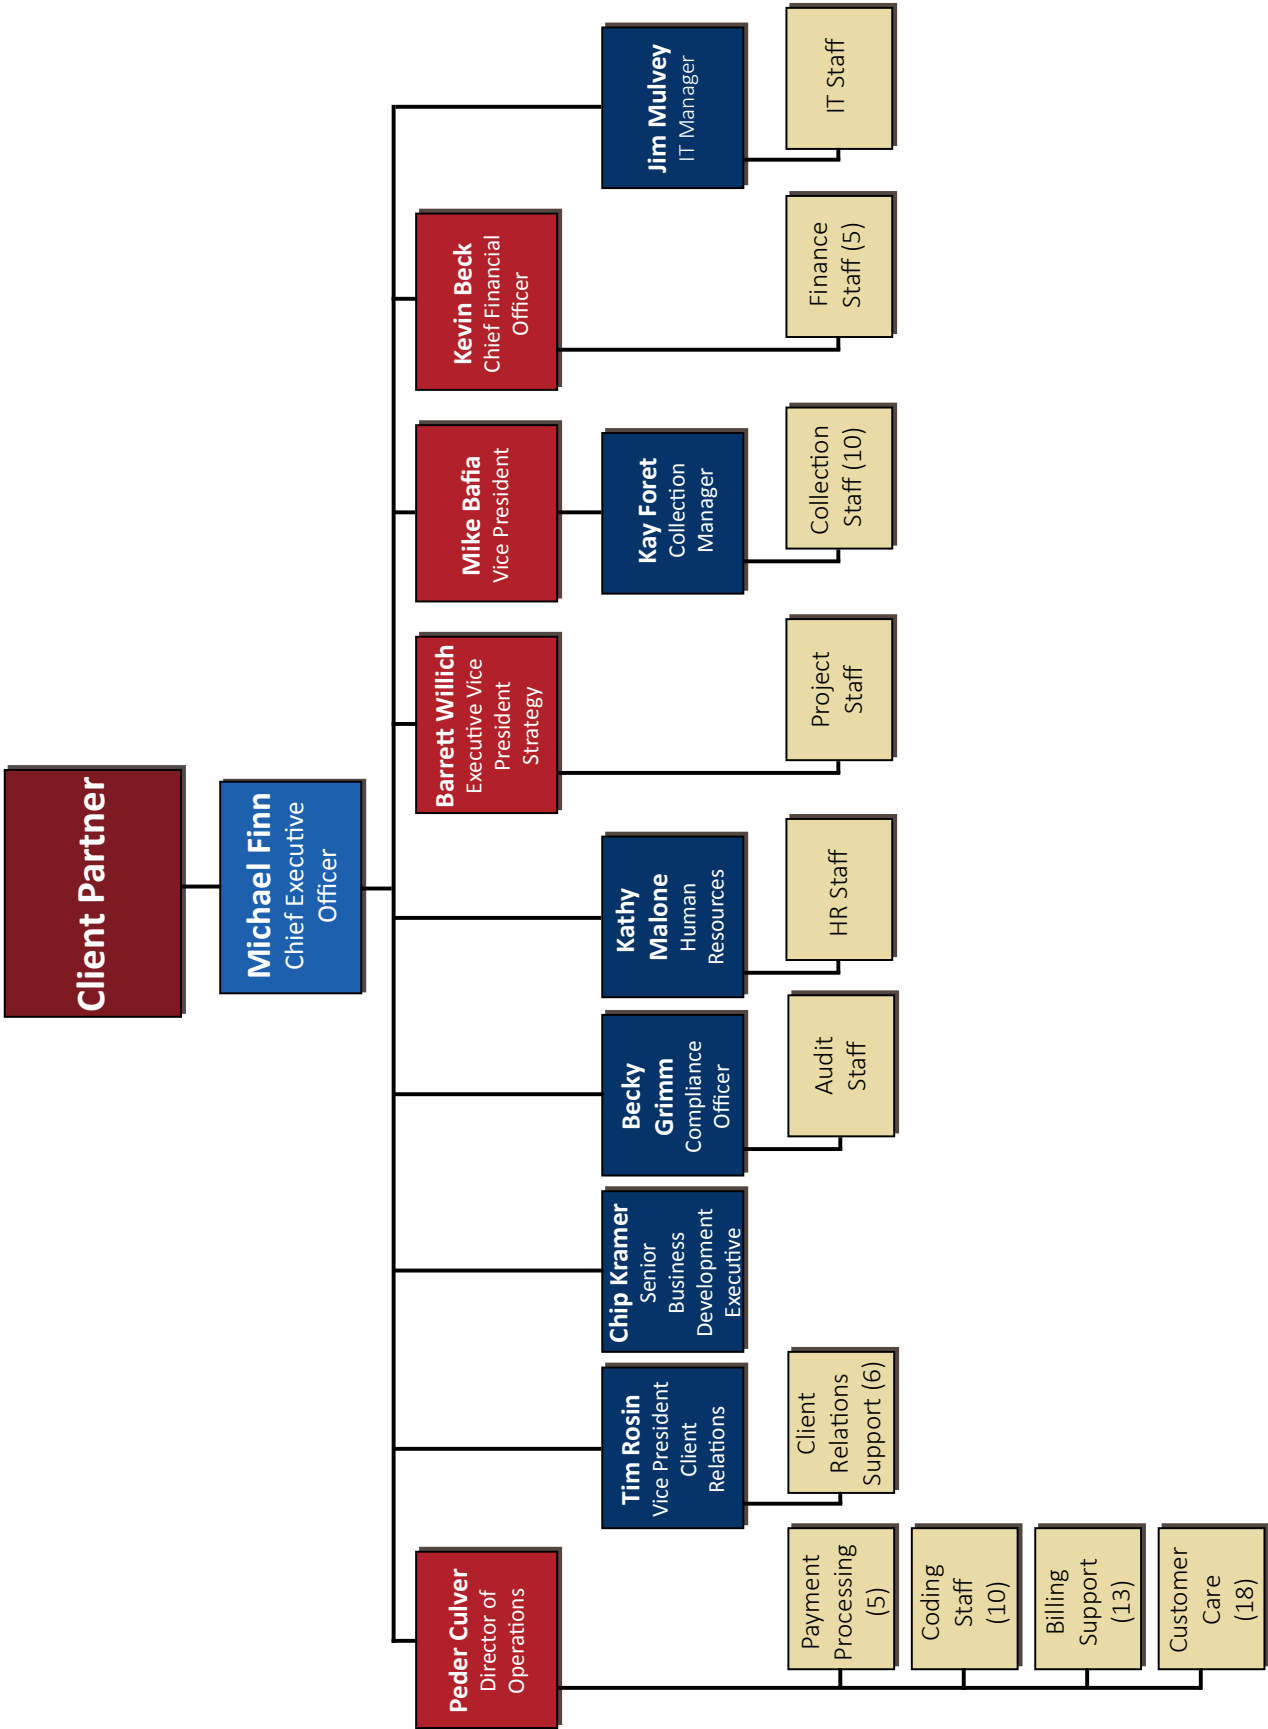 Client Partner
Michael Finn
Chief Executive
Officer
Peder Culver
Director of
Operations
Payment
Processing
(5)
Coding
Staff
(10)
Billing
Support
(13)
Customer
Care
(18)
Tim Rosin
Vice President
Client
Relations
Client
Relations
Support (6)
Chip Kramer
Senior
Business
Development
Executive
Becky
Grimm
Compliance
Officer
Audit
Staff
Kathy
Malone
Human
Resources
HR Staff
Barrett Willich
Executive Vice
President
Strategy
Project
Staff
Mike Bafia
Vice President
Kay Foret
Collection
Manager
Collection
Staff (10)
Kevin Beck
Chief Financial
Officer
Finance
Staff (5)
Jim Mulvey
IT Manager
IT Staff